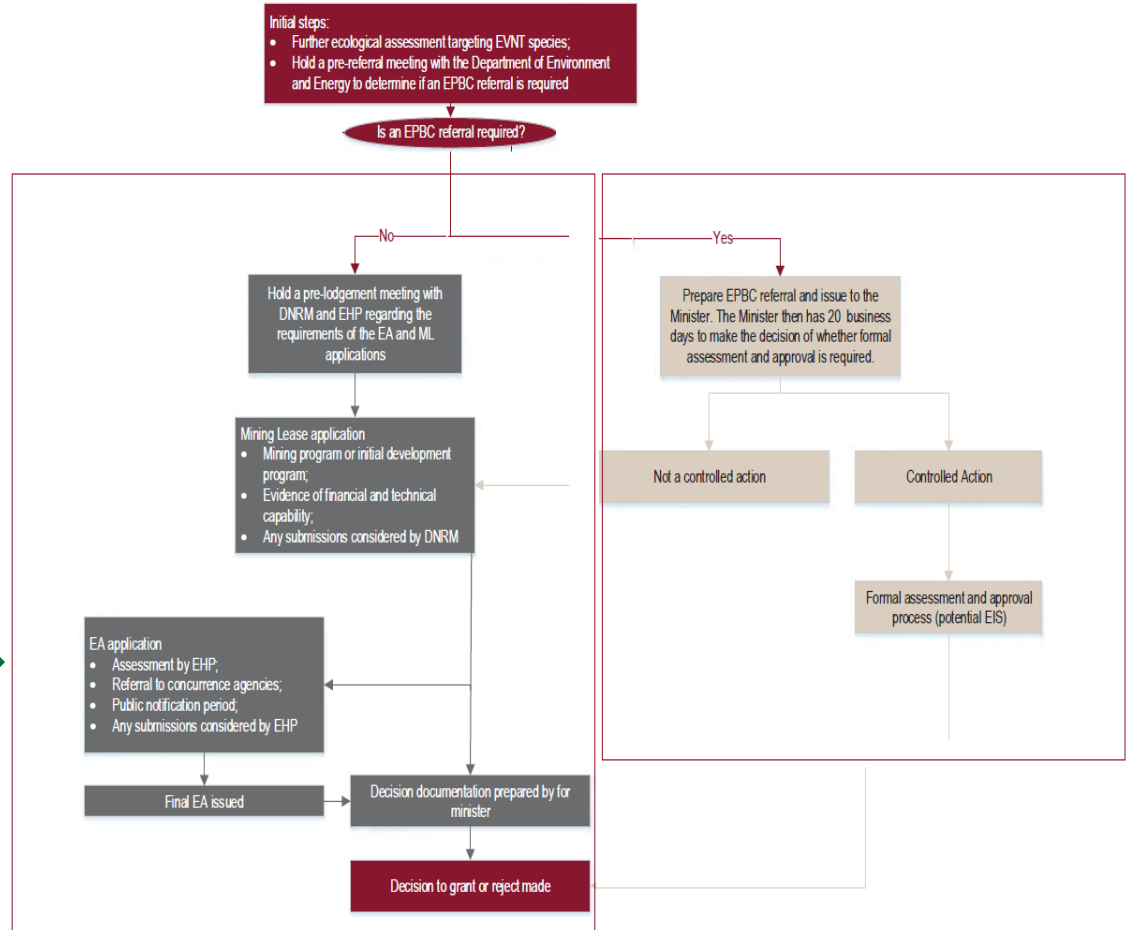 Initial steps:
• Further ecological assessment targeting EVNT species;
• Hold a pre-referral meeting with the Department of Environment
and Energy to determine if an EPBC referral is required
Is an EPBC referral required?
No
Yes
Hold a pre-lodgement meeting with
DNRM and EHP regarding the
requirements of the EA and ML
applications
Prepare EPBC referral and issue to the
Minister. The Minister then has 20 business
days to make the decision of whether formal
assessment and approval is required.
Mining Lease application
• Mining program or initial development
program;
• Evidence of financial and technical
capability;
• Any submissions considered by DNRM
Not a controlled action
Controlled Action
Formal assessment and approval
process (potential EIS)
EA application
• Assessment by EHP;
• Referral to concurrence agencies;
• Public notification period;
• Any submissions considered by EHP
Final EA issued
Decision documentation prepared by for
minister
Decision to grant or reject made